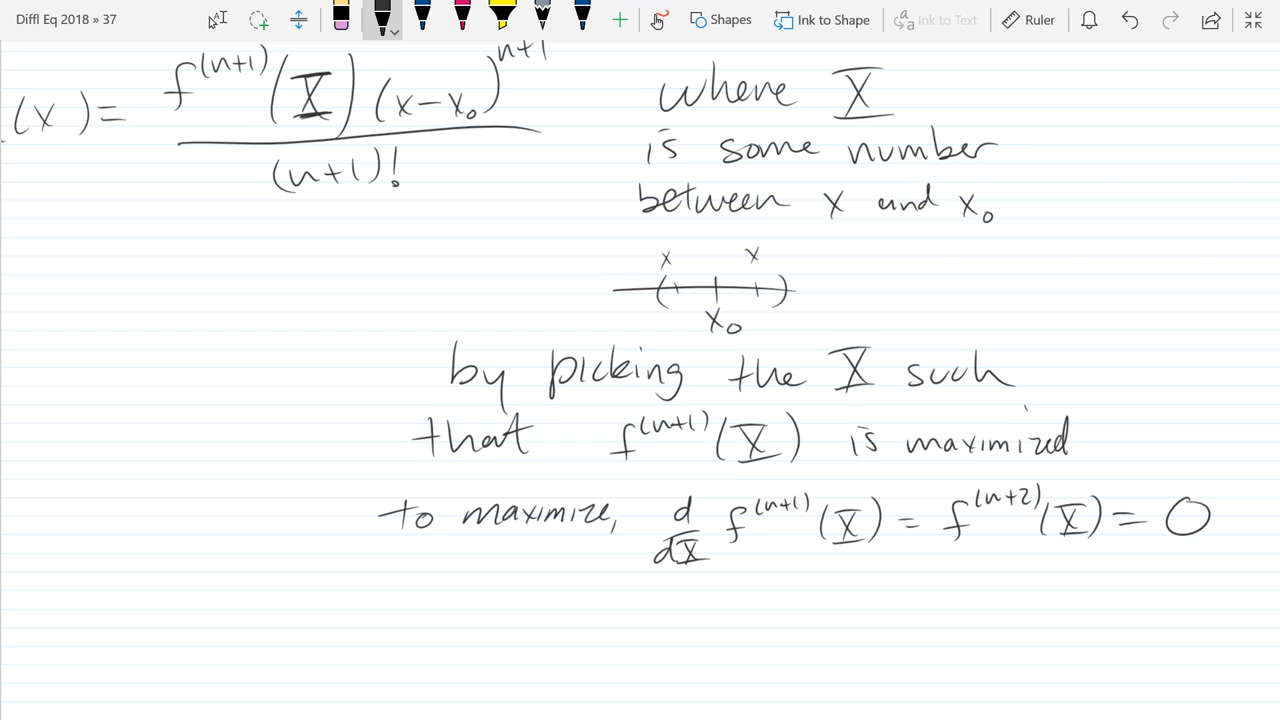 Diffl Eq 2018 » 37
Shapes
Ink to Shape
Ink to Text
Ruler
(x) = f^(n+1)(X)(x-x₀)^n+1 / (n+1)!
where X
is some number
between x and x₀
x x
x₀
by picking the X such
that f^(n+1)(X) is maximized
to maximize, d/dX f^(n+1)(X) = f^(n+2)(X) = 0